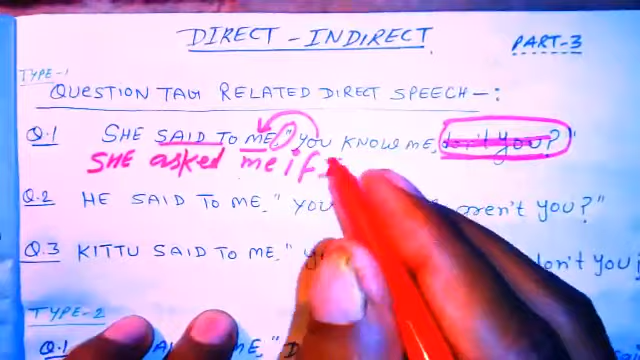 DIRECT - INDIRECT
PART-3
TYPE-1
QUESTION TAG RELATED DIRECT SPEECH -:
Q.1 SHE SAID TO ME, "YOU KNOW ME, don't you?"
SHE asked me if I
Q.2 HE SAID TO ME, "YOU aren't you?"
Q.3 KITTU SAID TO ME, " don't you
TYPE-2
Q.1 ME, "